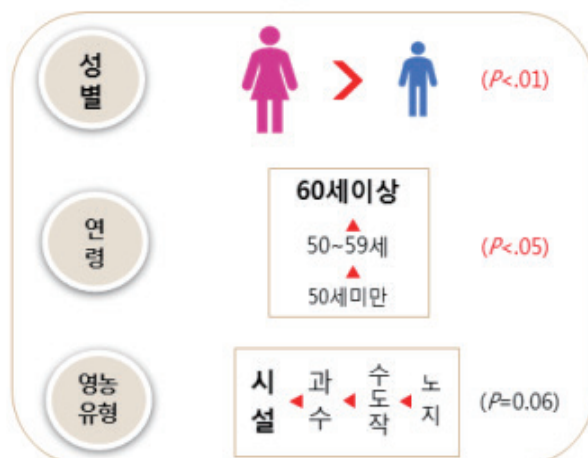 성별
(P<.01)
연령
60세이상
50~59세
50세미만
(P<.05)
영농
유형
시설
과수
수도작
노지
(P=0.06)